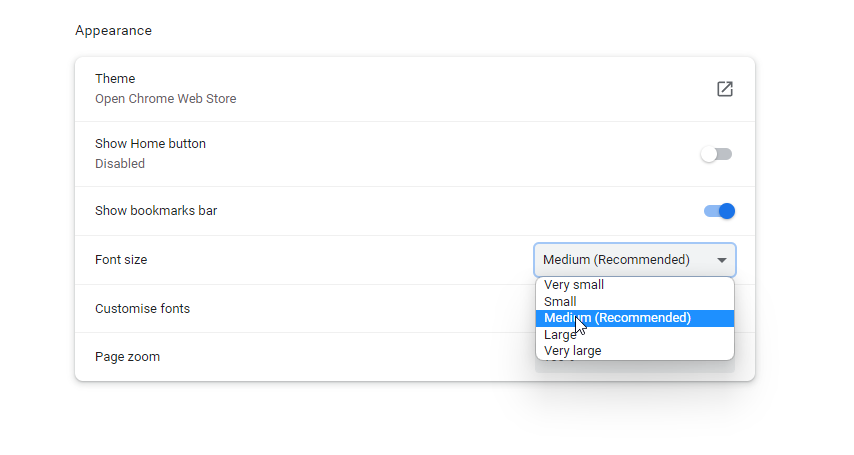 Appearance
Theme
Open Chrome Web Store
Show Home button
Disabled
Show bookmarks bar
Font size
Medium (Recommended)
Very small
Small
Medium (Recommended)
Large
Very large
Customise fonts
Page zoom